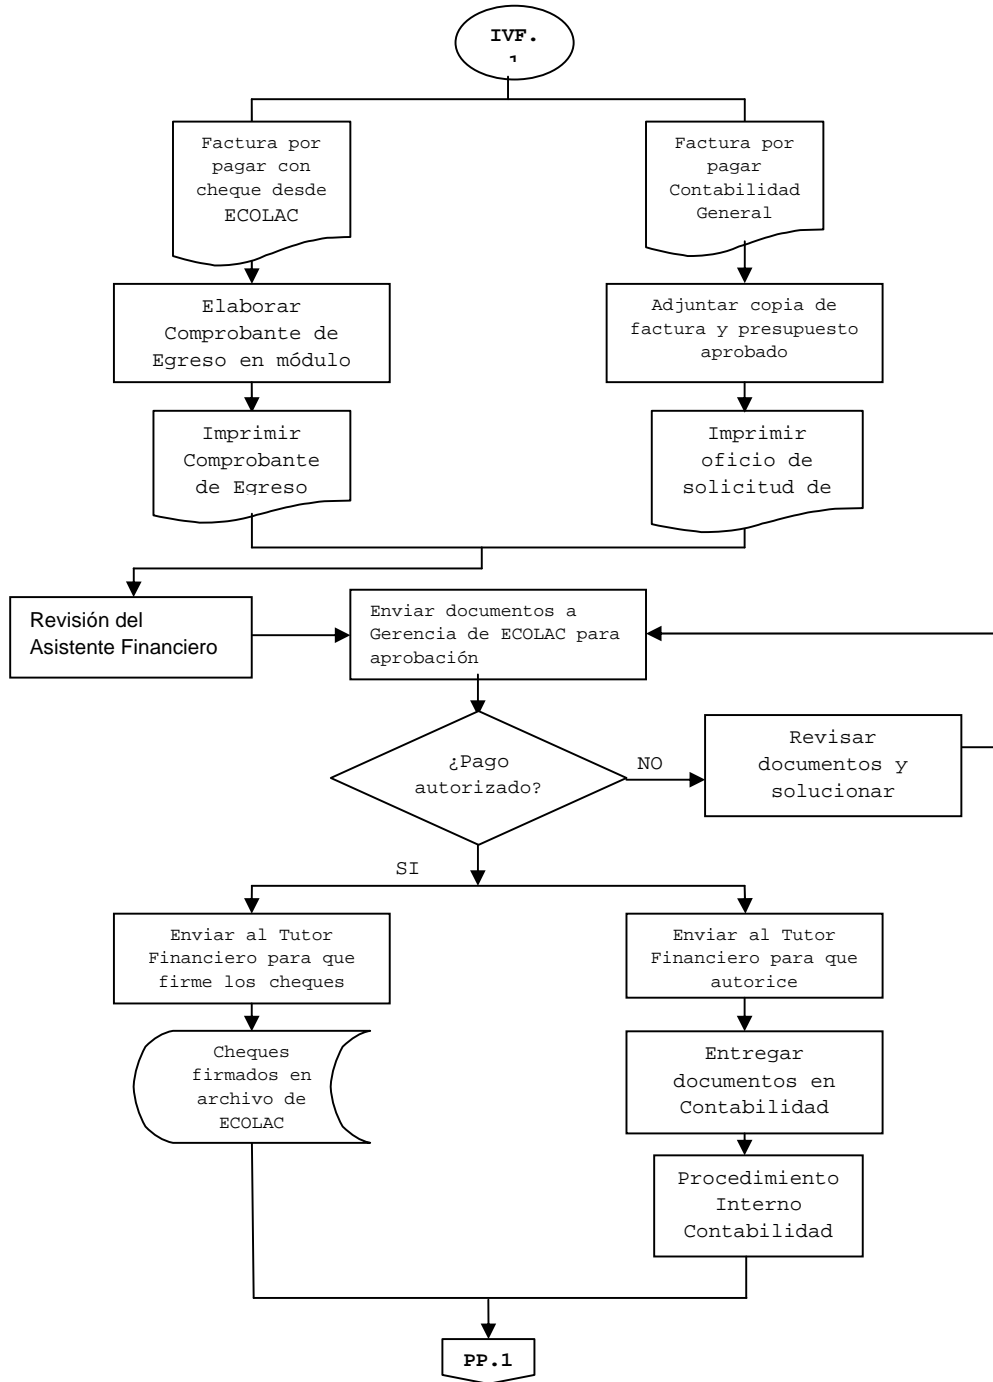 IVF.
1
Factura por
pagar con
cheque desde
ECOLAC
Factura por
pagar
Contabilidad
General
Elaborar
Comprobante de
Egreso en módulo
Adjuntar copia de
factura y presupuesto
aprobado
Imprimir
Comprobante
de Egreso
Imprimir
oficio de
solicitud de
Revisión del
Asistente Financiero
Enviar documentos a
Gerencia de ECOLAC para
aprobación
¿Pago
autorizado?
NO
Revisar
documentos y
solucionar
SI
Enviar al Tutor
Financiero para que
firme los cheques
Enviar al Tutor
Financiero para que
autorice
Cheques
firmados en
archivo de
ECOLAC
Entregar
documentos en
Contabilidad
Procedimiento
Interno
Contabilidad
PP.1